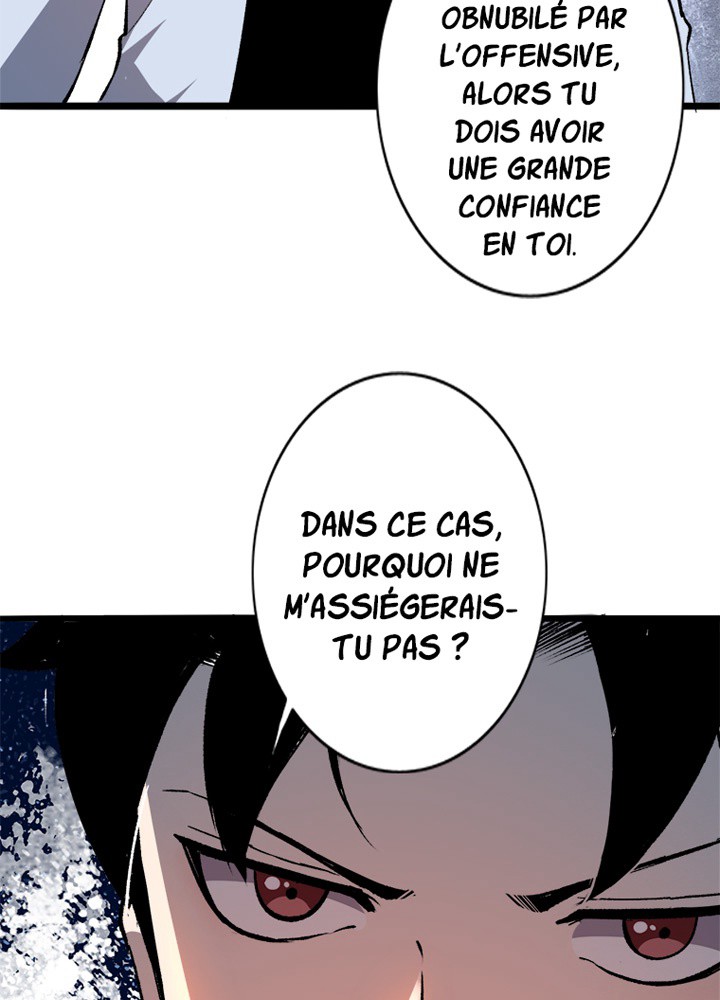 OBNUBILÉ PAR
L'OFFENSIVE,
ALORS TU
DOIS AVOIR
UNE GRANDE
CONFIANCE
EN TOI.
DANS CE CAS,
POURQUOI NE
M'ASSIÉGERAIS-
TU PAS ?